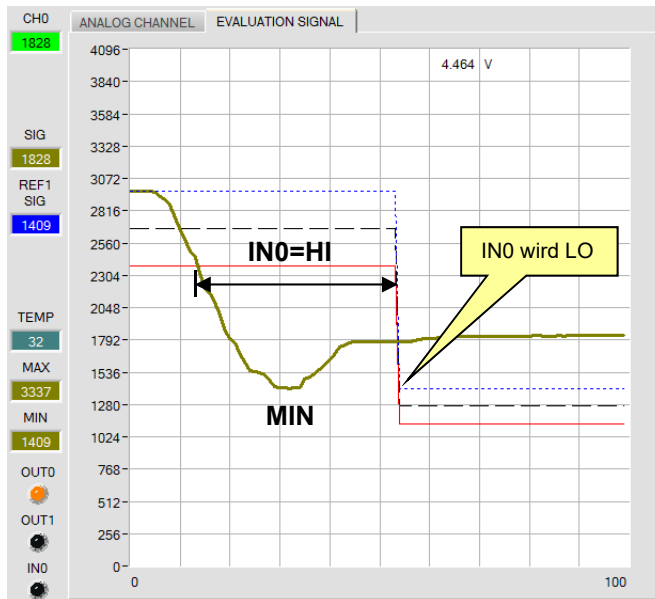 CH0
1828
SIG
1828
REF1
SIG
1409
TEMP
32
MAX
3337
MIN
1409
OUT0
OUT1
IN0
ANALOG CHANNEL
EVALUATION SIGNAL
4.464 V
4096
3840
3584
3328
3072
2816
2560
2304
2048
1792
1536
1280
1024
768
512
256
0
0
100
IN0=HI
IN0 wird LO
MIN